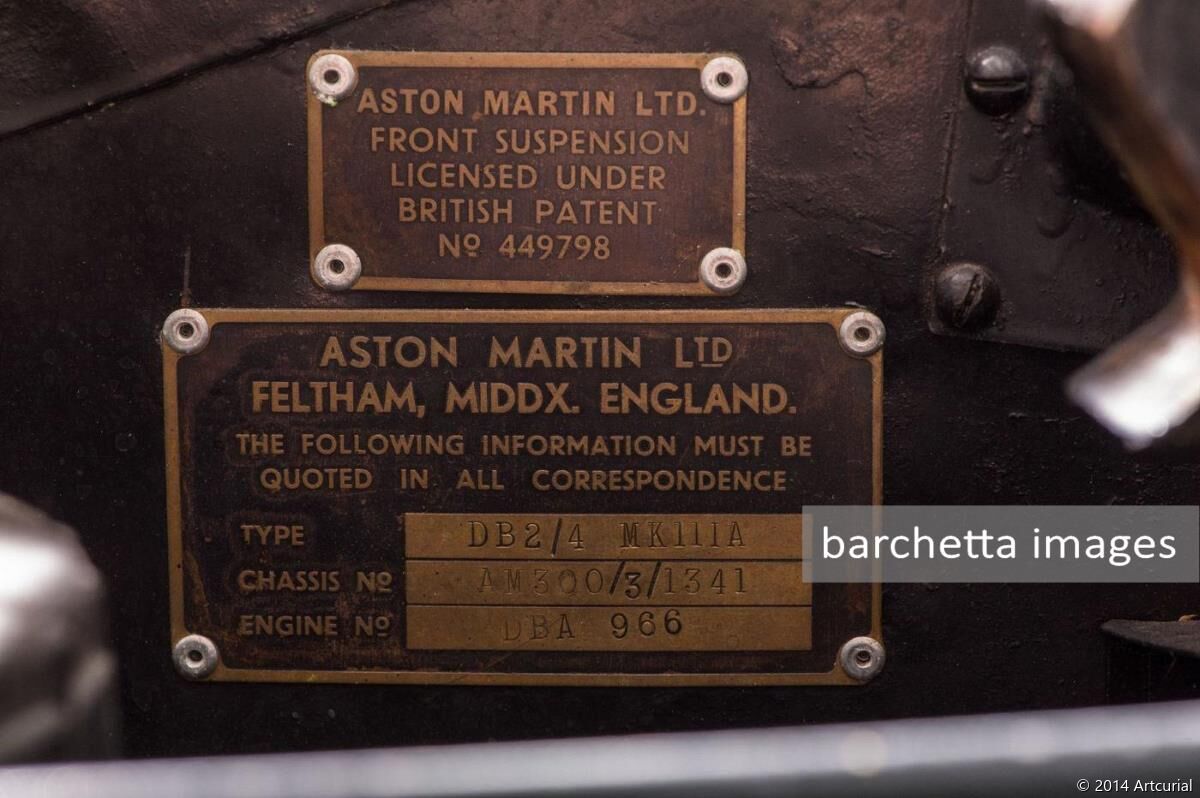 ASTON MARTIN LTD.
FRONT SUSPENSION
LICENSED UNDER
BRITISH PATENT
Nº 449798
ASTON MARTIN LTD
FELTHAM, MIDDX. ENGLAND.
THE FOLLOWING INFORMATION MUST BE
QUOTED IN ALL CORRESPONDENCE
TYPE DB2/4 MK111A
CHASSIS Nº AM300/3/1341
ENGINE Nº DBA 966
barchetta images
© 2014 Artcurial